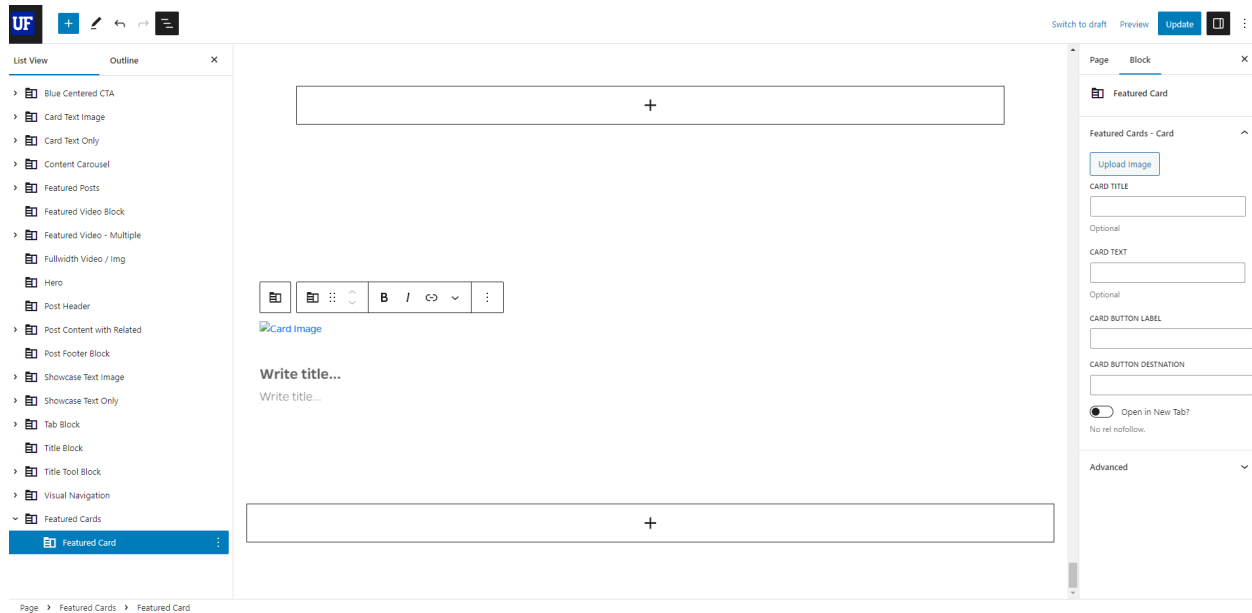 UF
Switch to draft Preview Update
List View Outline
Blue Centered CTA
Card Text Image
Card Text Only
Content Carousel
Featured Posts
Featured Video Block
Featured Video - Multiple
Fullwidth Video / Img
Hero
Post Header
Post Content with Related
Post Footer Block
Showcase Text Image
Showcase Text Only
Tab Block
Title Block
Title Tool Block
Visual Navigation
Featured Cards
Featured Card
B I
Card Image
Write title...
Write title...
Page Block
Featured Card
Featured Cards - Card
Upload Image
CARD TITLE
Optional
CARD TEXT
Optional
CARD BUTTON LABEL
CARD BUTTON DESTNATION
Open in New Tab?
No rel nofollow.
Advanced
Page > Featured Cards > Featured Card